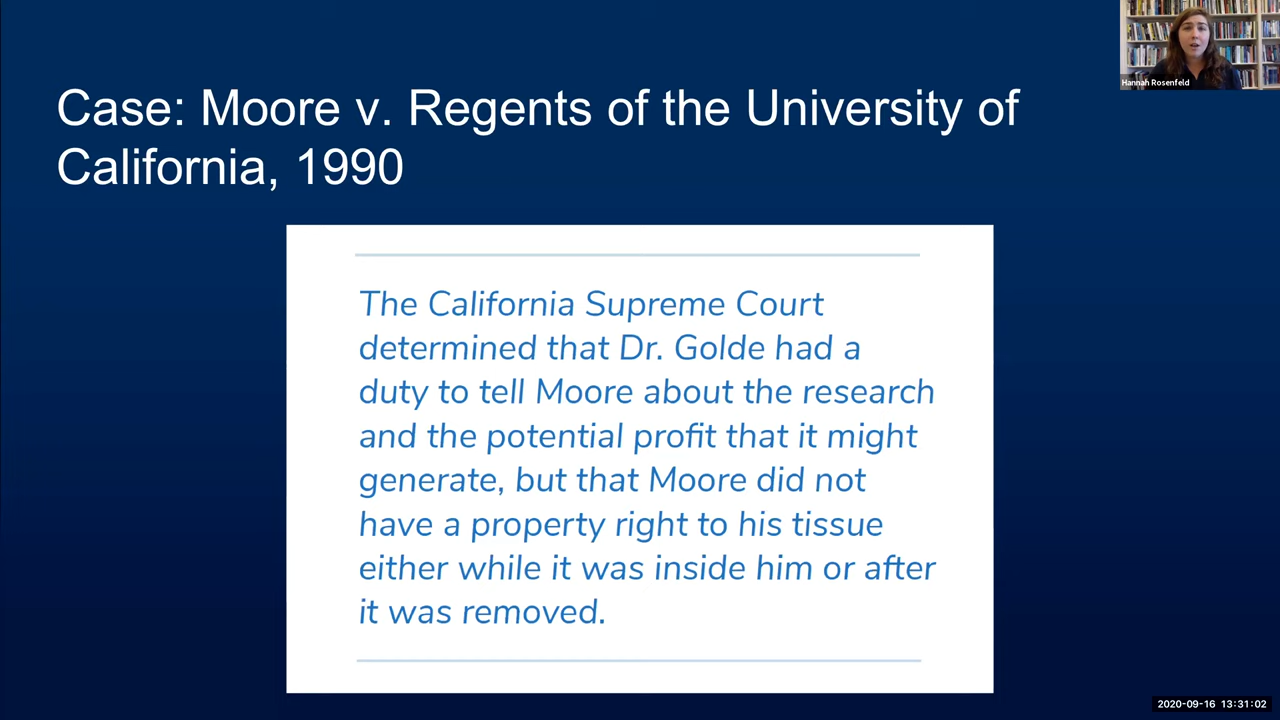 Hannah Rosenfeld
Case: Moore v. Regents of the University of
California, 1990
The California Supreme Court
determined that Dr. Golde had a
duty to tell Moore about the research
and the potential profit that it might
generate, but that Moore did not
have a property right to his tissue
either while it was inside him or after
it was removed.
2020-09-16 13:31:02